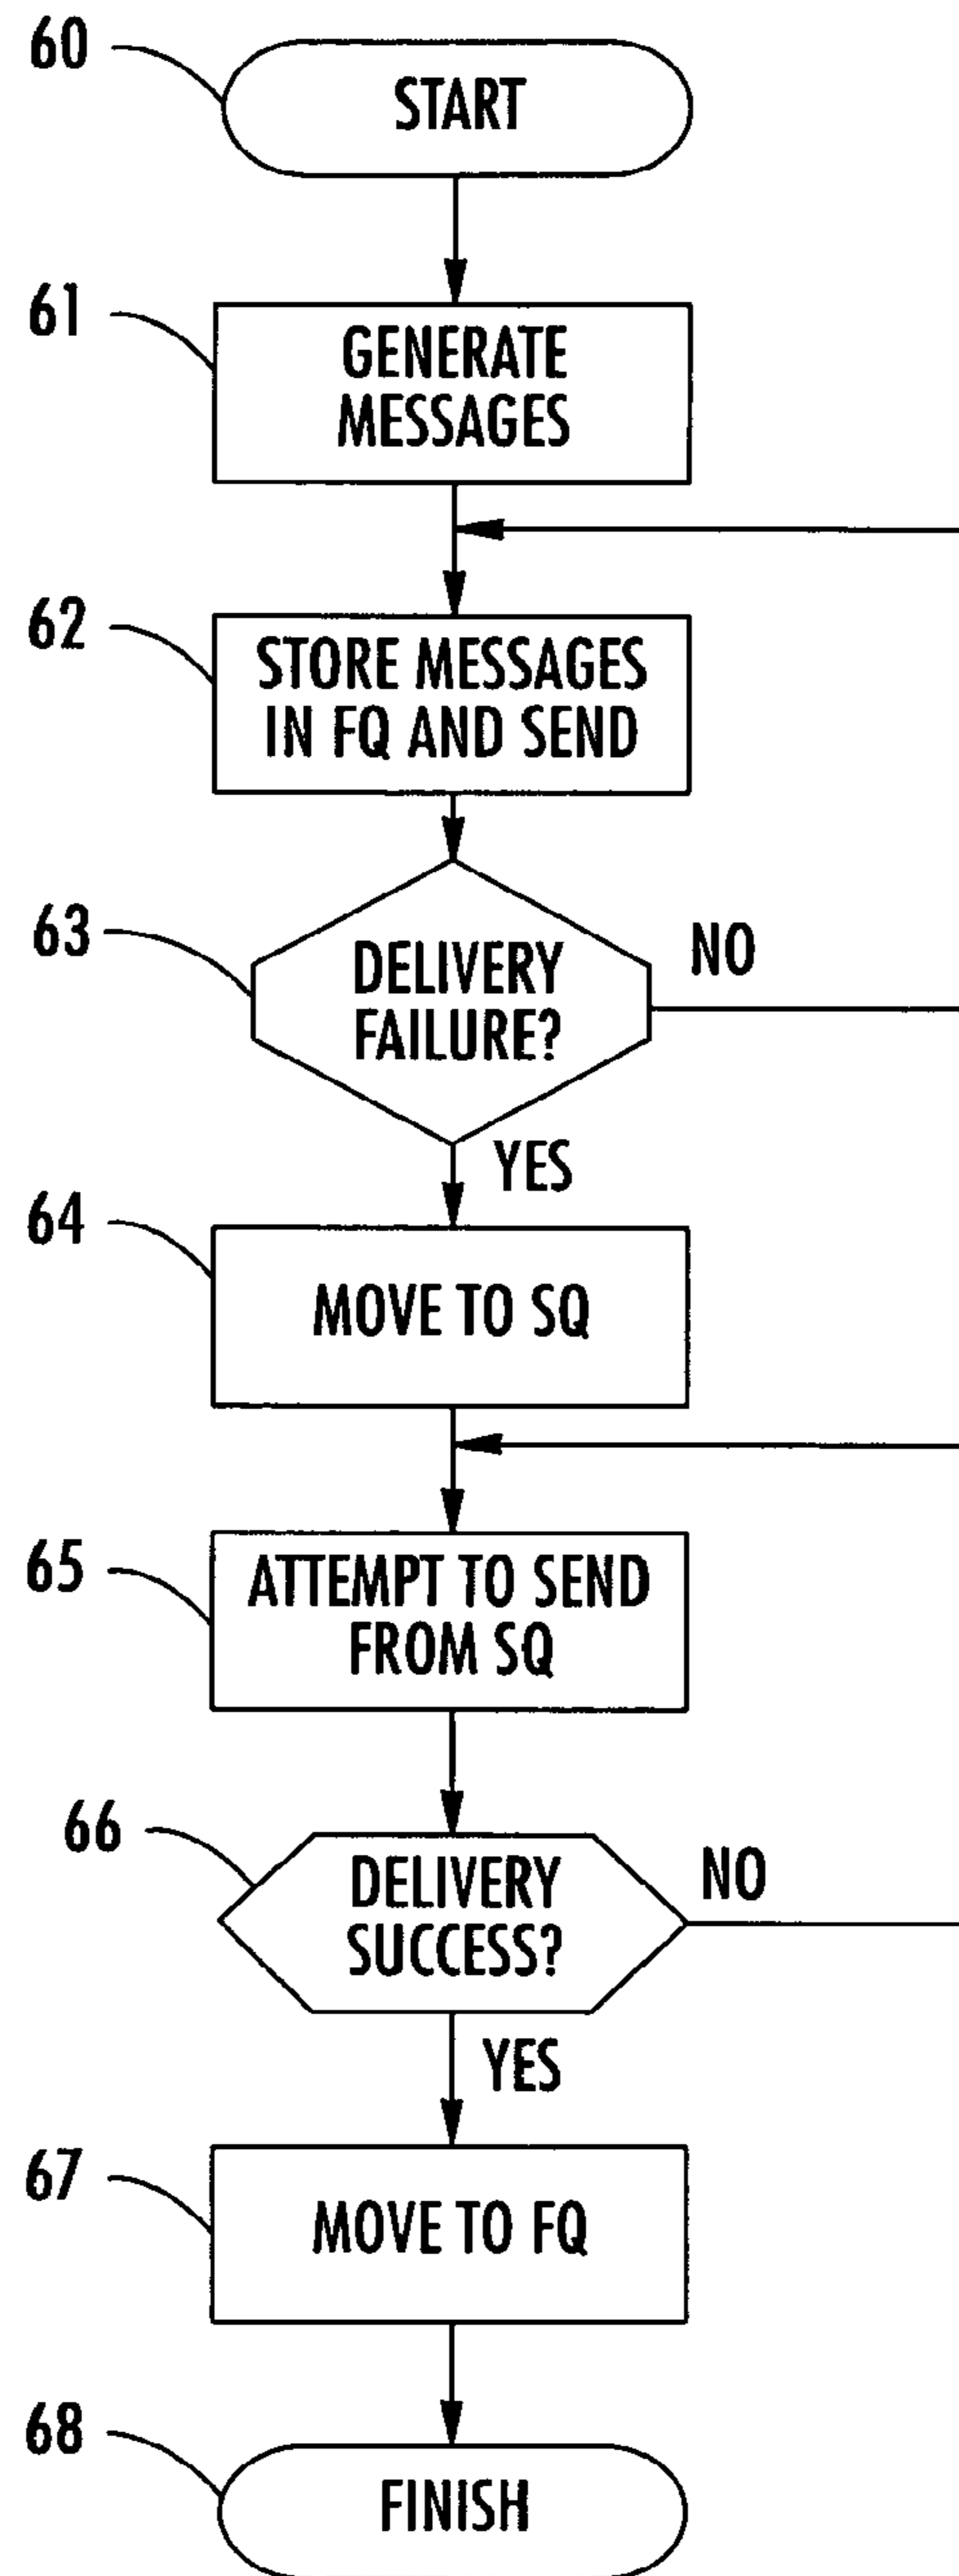 60
START
61
GENERATE
MESSAGES
62
STORE MESSAGES
IN FQ AND SEND
63
DELIVERY
FAILURE?
NO
YES
64
MOVE TO SQ
65
ATTEMPT TO SEND
FROM SQ
66
DELIVERY
SUCCESS?
NO
YES
67
MOVE TO FQ
68
FINISH